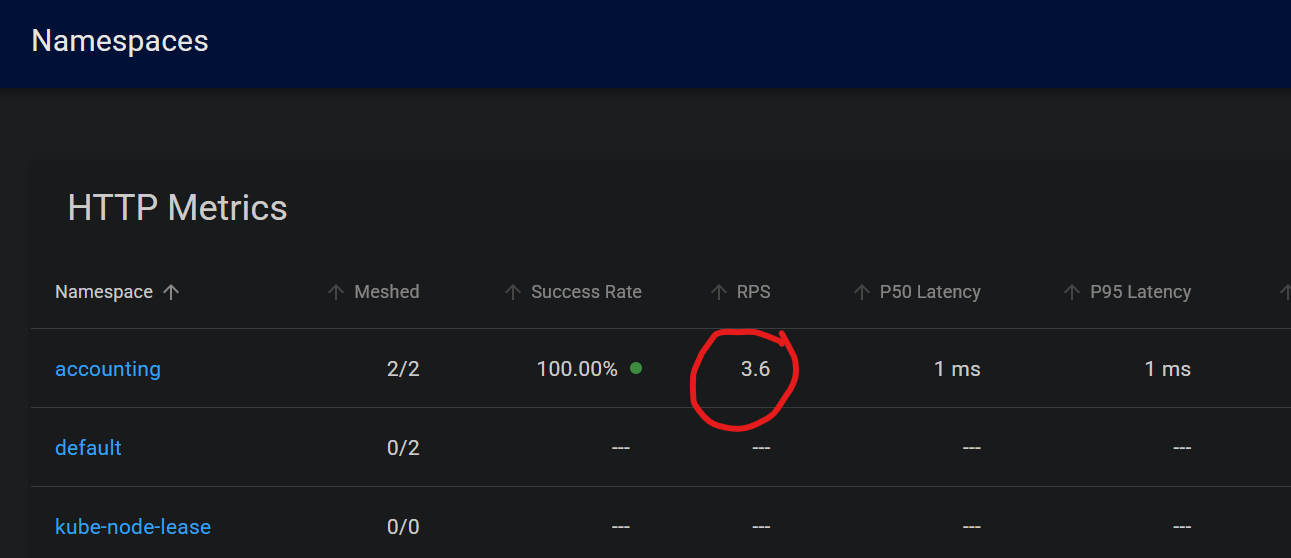 Namespaces
HTTP Metrics
Namespace ↑ ↑ Meshed ↑ Success Rate ↑ RPS ↑ P50 Latency ↑ P95 Latency ↑
accounting 2/2 100.00% 3.6 1 ms 1 ms
default 0/2 --- --- --- ---
kube-node-lease 0/0 --- --- --- ---